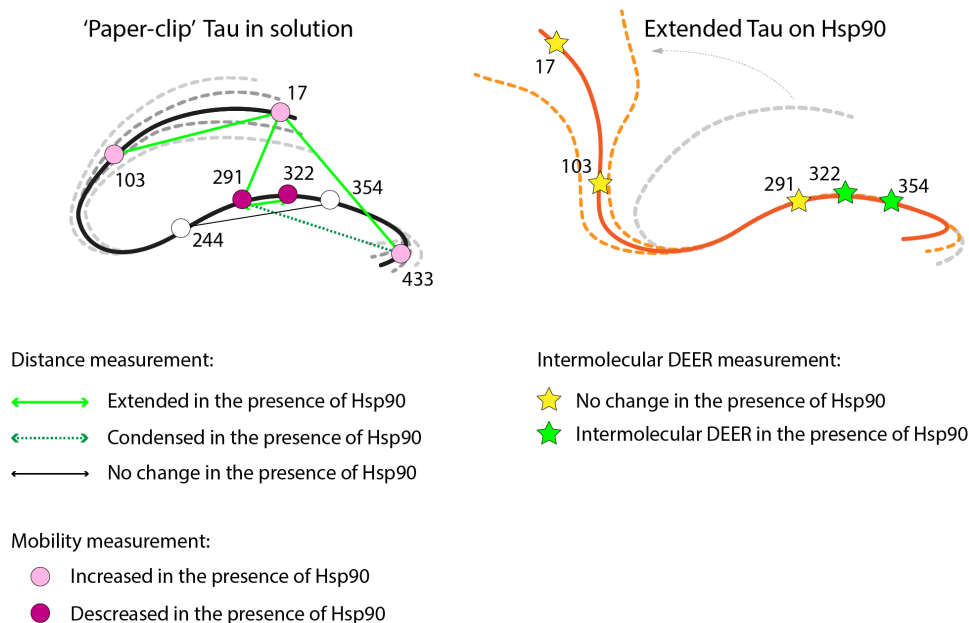 ‘Paper-clip’ Tau in solution
17
103
291
322
354
244
433
Extended Tau on Hsp90
17
103
291
322
354
Distance measurement:
Extended in the presence of Hsp90
Condensed in the presence of Hsp90
No change in the presence of Hsp90
Mobility measurement:
Increased in the presence of Hsp90
Descreased in the presence of Hsp90
Intermolecular DEER measurement:
No change in the presence of Hsp90
Intermolecular DEER in the presence of Hsp90